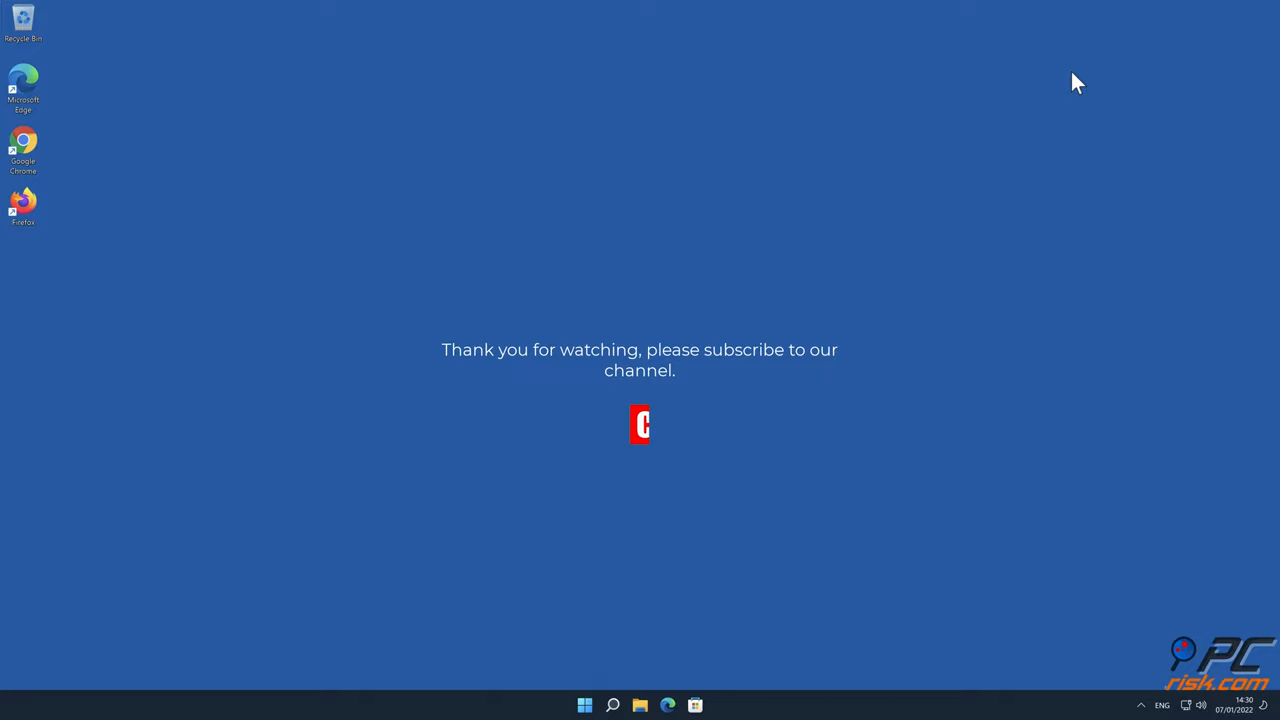 Recycle Bin
Microsoft
Edge
Google
Chrome
Firefox
Thank you for watching, please subscribe to our
channel.
PC
risk.com
ENG
14:30
07/01/2022